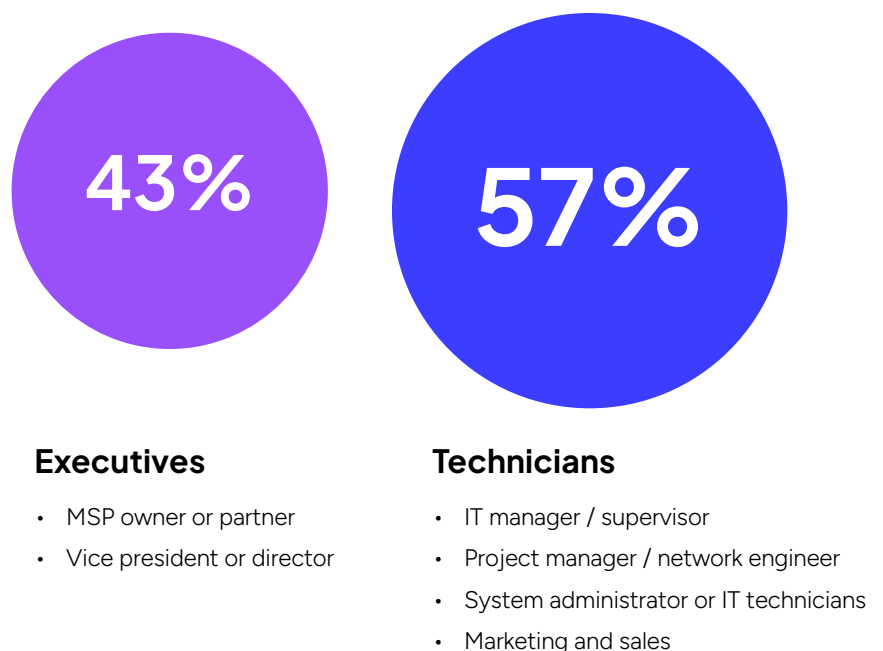 43%
57%
Executives
• MSP owner or partner
• Vice president or director
Technicians
• IT manager / supervisor
• Project manager / network engineer
• System administrator or IT technicians
• Marketing and sales